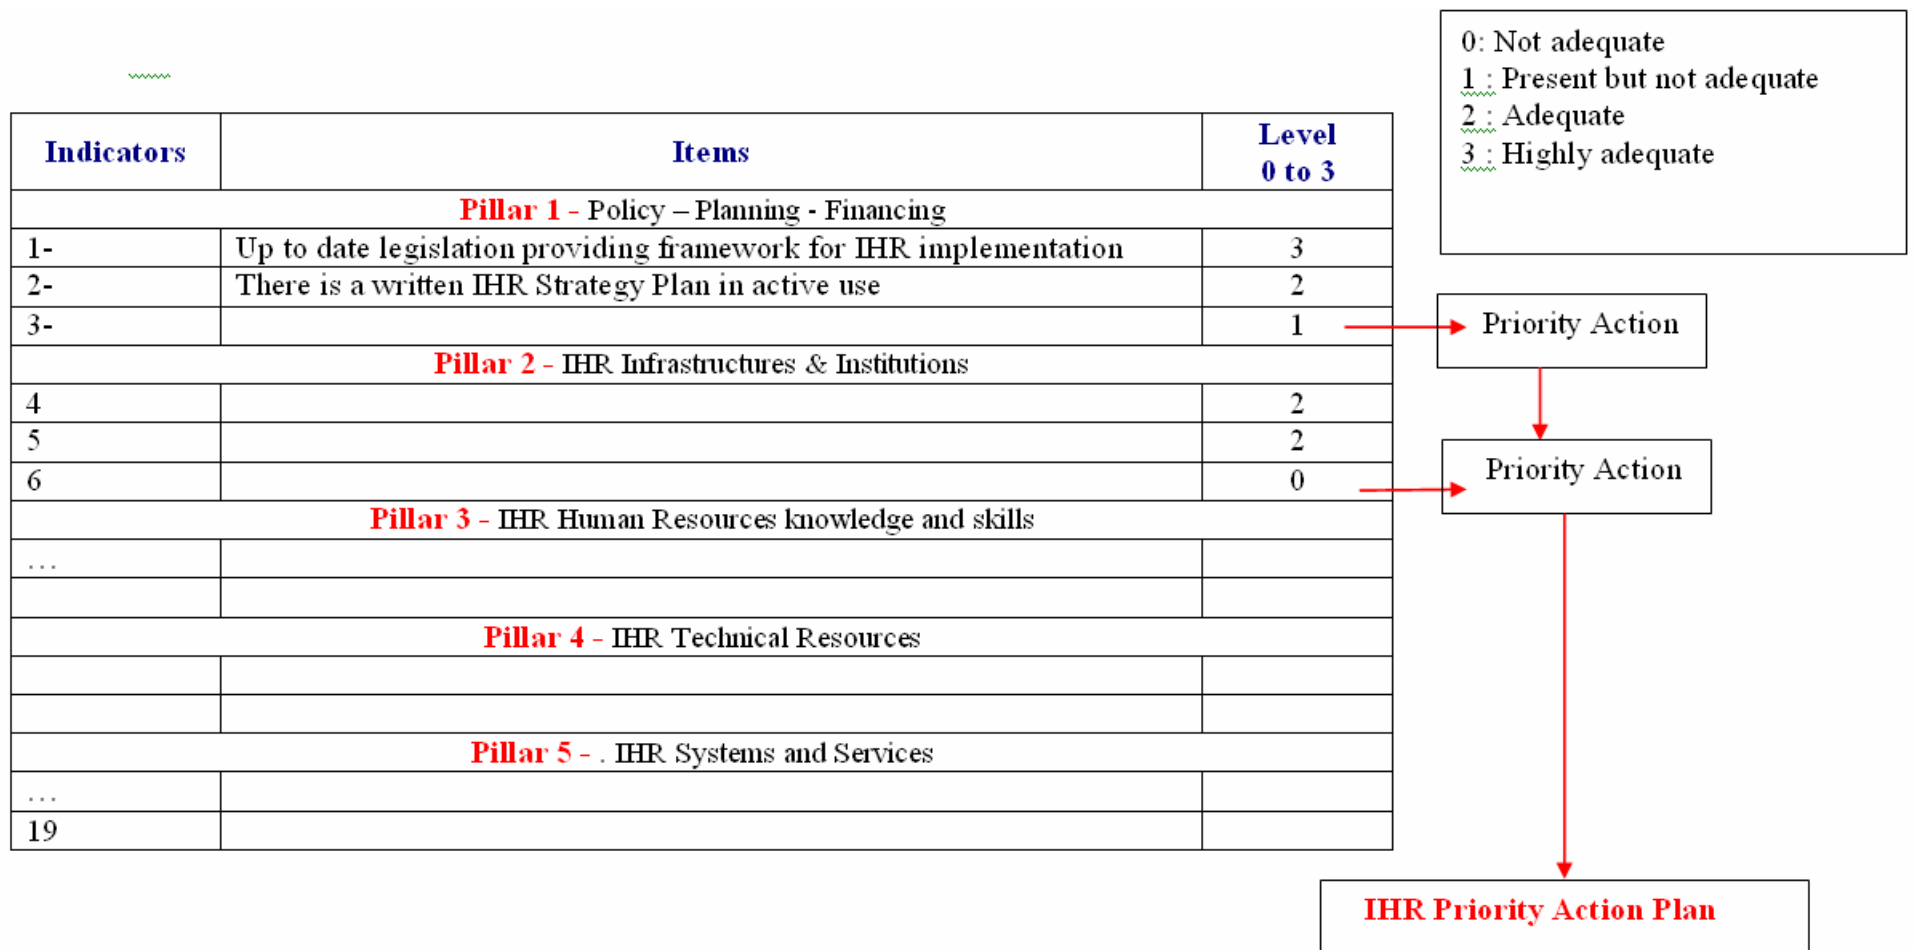 0: Not adequate
1 : Present but not adequate
2 : Adequate
3 : Highly adequate
Indicators Items Level
0 to 3
Pillar 1 - Policy – Planning - Financing
1- Up to date legislation providing framework for IHR implementation 3
2- There is a written IHR Strategy Plan in active use 2
3- 1 Priority Action
Pillar 2 - IHR Infrastructures & Institutions
4 2
5 2
6 0 Priority Action
Pillar 3 - IHR Human Resources knowledge and skills
...
Pillar 4 - IHR Technical Resources
Pillar 5 - . IHR Systems and Services
...
19
IHR Priority Action Plan